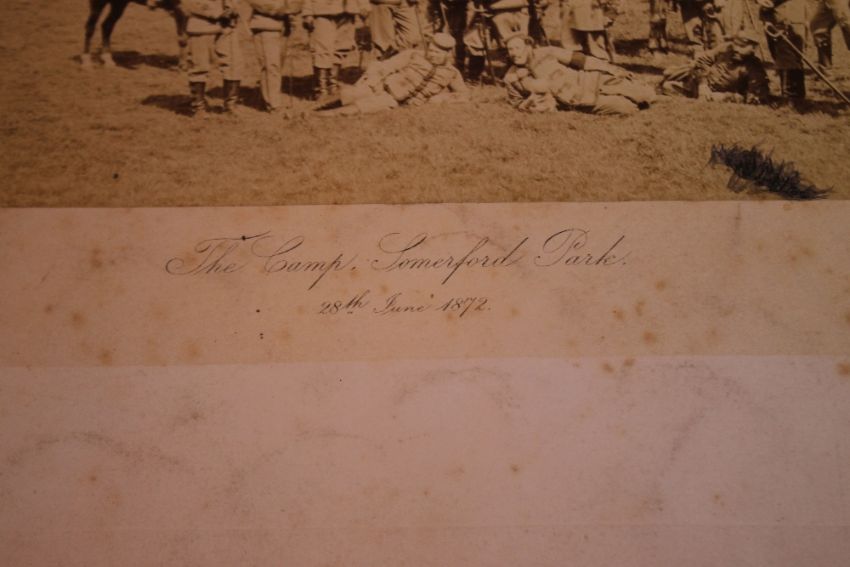 The Camp. Somerford Park.
28th June 1872.